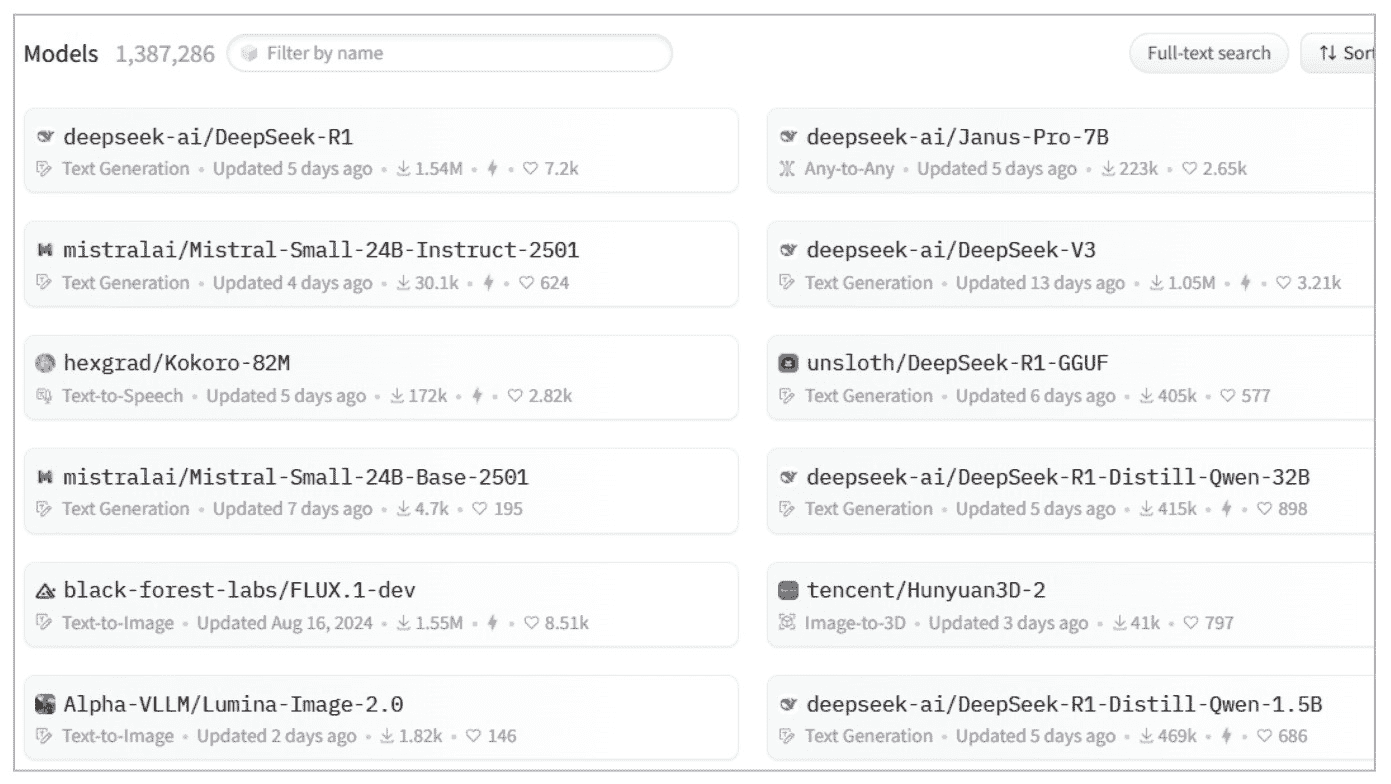 Models 1,387,286 Filter by name Full-text search Sort
deepseek-ai/DeepSeek-R1
Text Generation • Updated 5 days ago • 1.54M • • 7.2k
deepseek-ai/Janus-Pro-7B
Any-to-Any • Updated 5 days ago • 223k • 2.65k
mistralai/Mistral-Small-24B-Instruct-2501
Text Generation • Updated 4 days ago • 30.1k • • 624
deepseek-ai/DeepSeek-V3
Text Generation • Updated 13 days ago • 1.05M • • 3.21k
hexgrad/Kokoro-82M
Text-to-Speech • Updated 5 days ago • 172k • • 2.82k
unsloth/DeepSeek-R1-GGUF
Text Generation • Updated 6 days ago • 405k • 577
mistralai/Mistral-Small-24B-Base-2501
Text Generation • Updated 7 days ago • 4.7k • 195
deepseek-ai/DeepSeek-R1-Distill-Qwen-32B
Text Generation • Updated 5 days ago • 415k • • 898
black-forest-labs/FLUX.1-dev
Text-to-Image • Updated Aug 16, 2024 • 1.55M • • 8.51k
tencent/Hunyuan3D-2
Image-to-3D • Updated 3 days ago • 41k • 797
Alpha-VLLM/Lumina-Image-2.0
Text-to-Image • Updated 2 days ago • 1.82k • 146
deepseek-ai/DeepSeek-R1-Distill-Qwen-1.5B
Text Generation • Updated 5 days ago • 469k • • 686